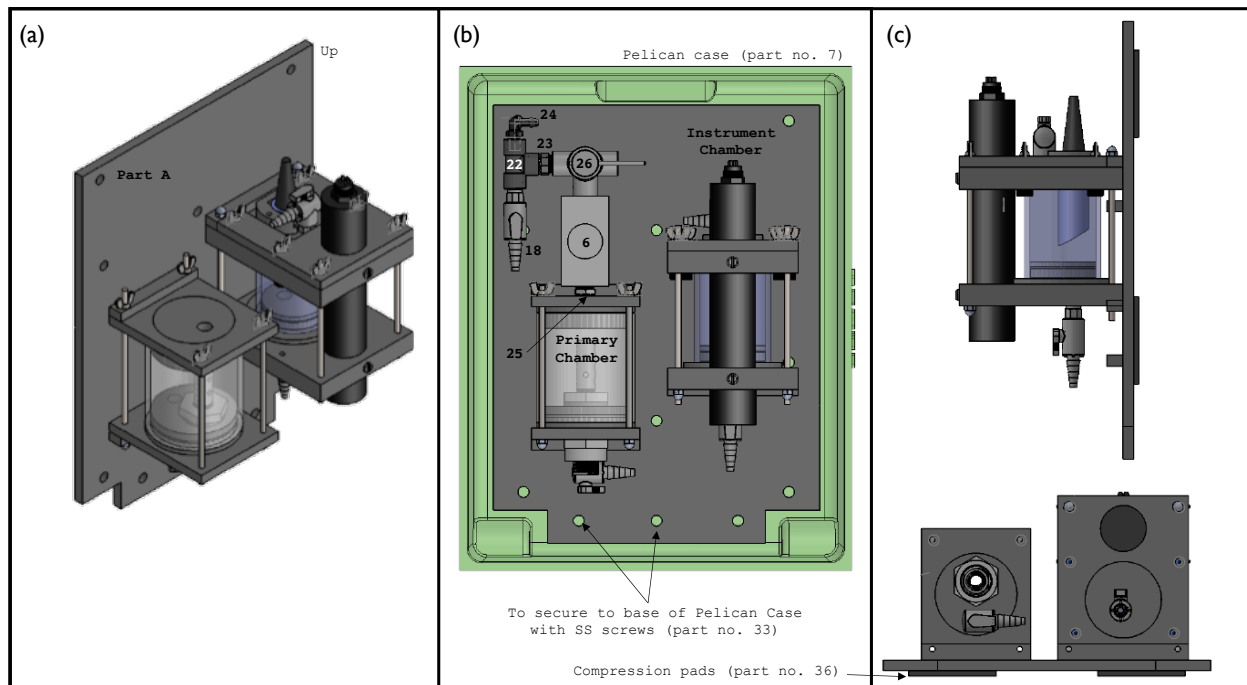 (a)
Up
Part A
(b)
Pelican case (part no. 7)
24
23
22
26
Instrument
Chamber
6
18
Primary
Chamber
25
To secure to base of Pelican Case
with SS screws (part no. 33)
Compression pads (part no. 36)
(c)